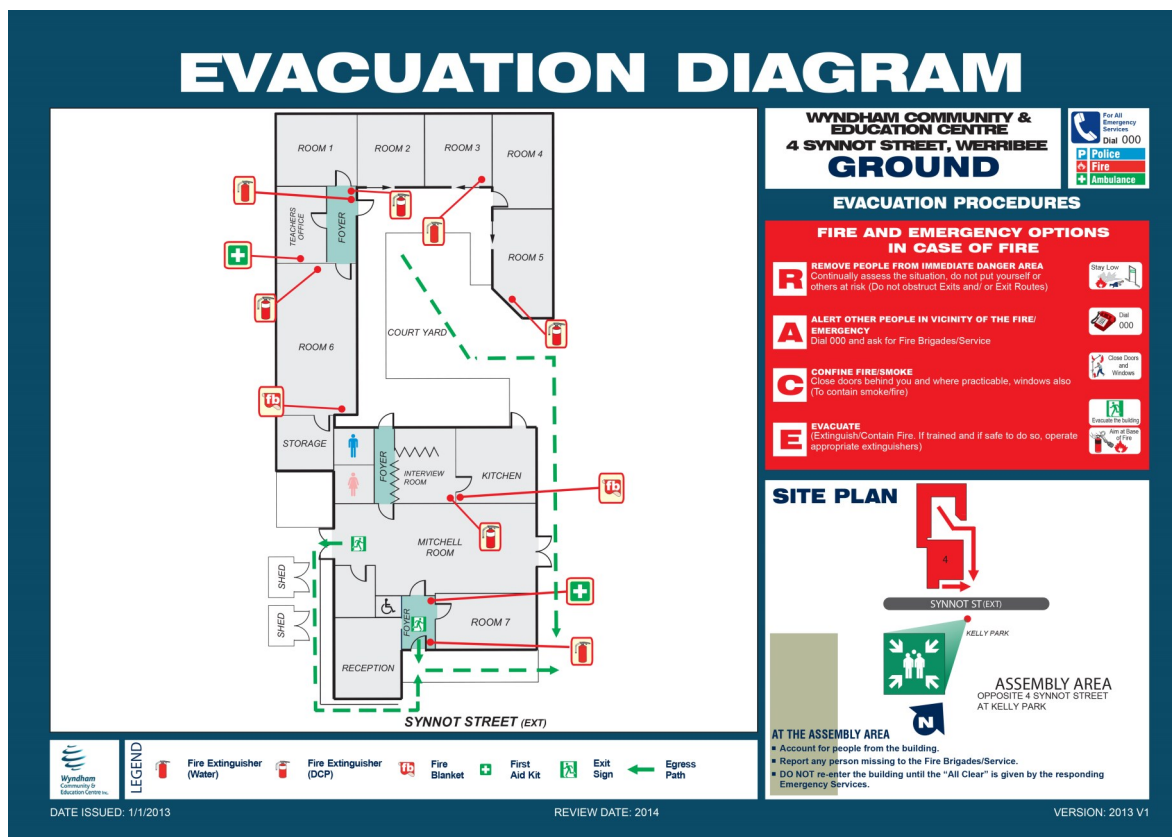 EVACUATION DIAGRAM
ROOM 1
ROOM 2
ROOM 3
ROOM 4
TEACHERS
OFFICE
FOYER
ROOM 5
COURT YARD
ROOM 6
STORAGE
FOYER
INTERVIEW
ROOM
KITCHEN
fb
fb
MITCHELL
ROOM
SHED
SHED
FOYER
ROOM 7
RECEPTION
SYNNOT STREET (EXT)
WYNDHAM COMMUNITY &
EDUCATION CENTRE
4 SYNNOT STREET, WERRIBEE
GROUND
For All
Emergency
Services
Dial 000
P Police
Fire
Ambulance
EVACUATION PROCEDURES
FIRE AND EMERGENCY OPTIONS
IN CASE OF FIRE
R
REMOVE PEOPLE FROM IMMEDIATE DANGER AREA
Continually assess the situation, do not put yourself or
others at risk (Do not obstruct Exits and/ or Exit Routes)
Stay Low
A
ALERT OTHER PEOPLE IN VICINITY OF THE FIRE/
EMERGENCY
Dial 000 and ask for Fire Brigades/Service
Dial
000
C
CONFINE FIRE/SMOKE
Close doors behind you and where practicable, windows also
(To contain smoke/fire)
Close Doors
and
Windows
E
EVACUATE
(Extinguish/Contain Fire. If trained and if safe to do so, operate
appropriate extinguishers)
Evacuate the building
Aim at Base
of Fire
SITE PLAN
4
SYNNOT ST(EXT)
KELLY PARK
ASSEMBLY AREA
OPPOSITE 4 SYNNOT STREET
AT KELLY PARK
N
AT THE ASSEMBLY AREA
Account for people from the building.
Report any person missing to the Fire Brigades/Service.
DO NOT re-enter the building until the “All Clear” is given by the responding
Emergency Services.
Wyndham
Community &
Education Centre Inc.
LEGEND
Fire Extinguisher
(Water)
Fire Extinguisher
(DCP)
fb
Fire
Blanket
First
Aid Kit
Exit
Sign
Egress
Path
DATE ISSUED: 1/1/2013
REVIEW DATE: 2014
VERSION: 2013 V1